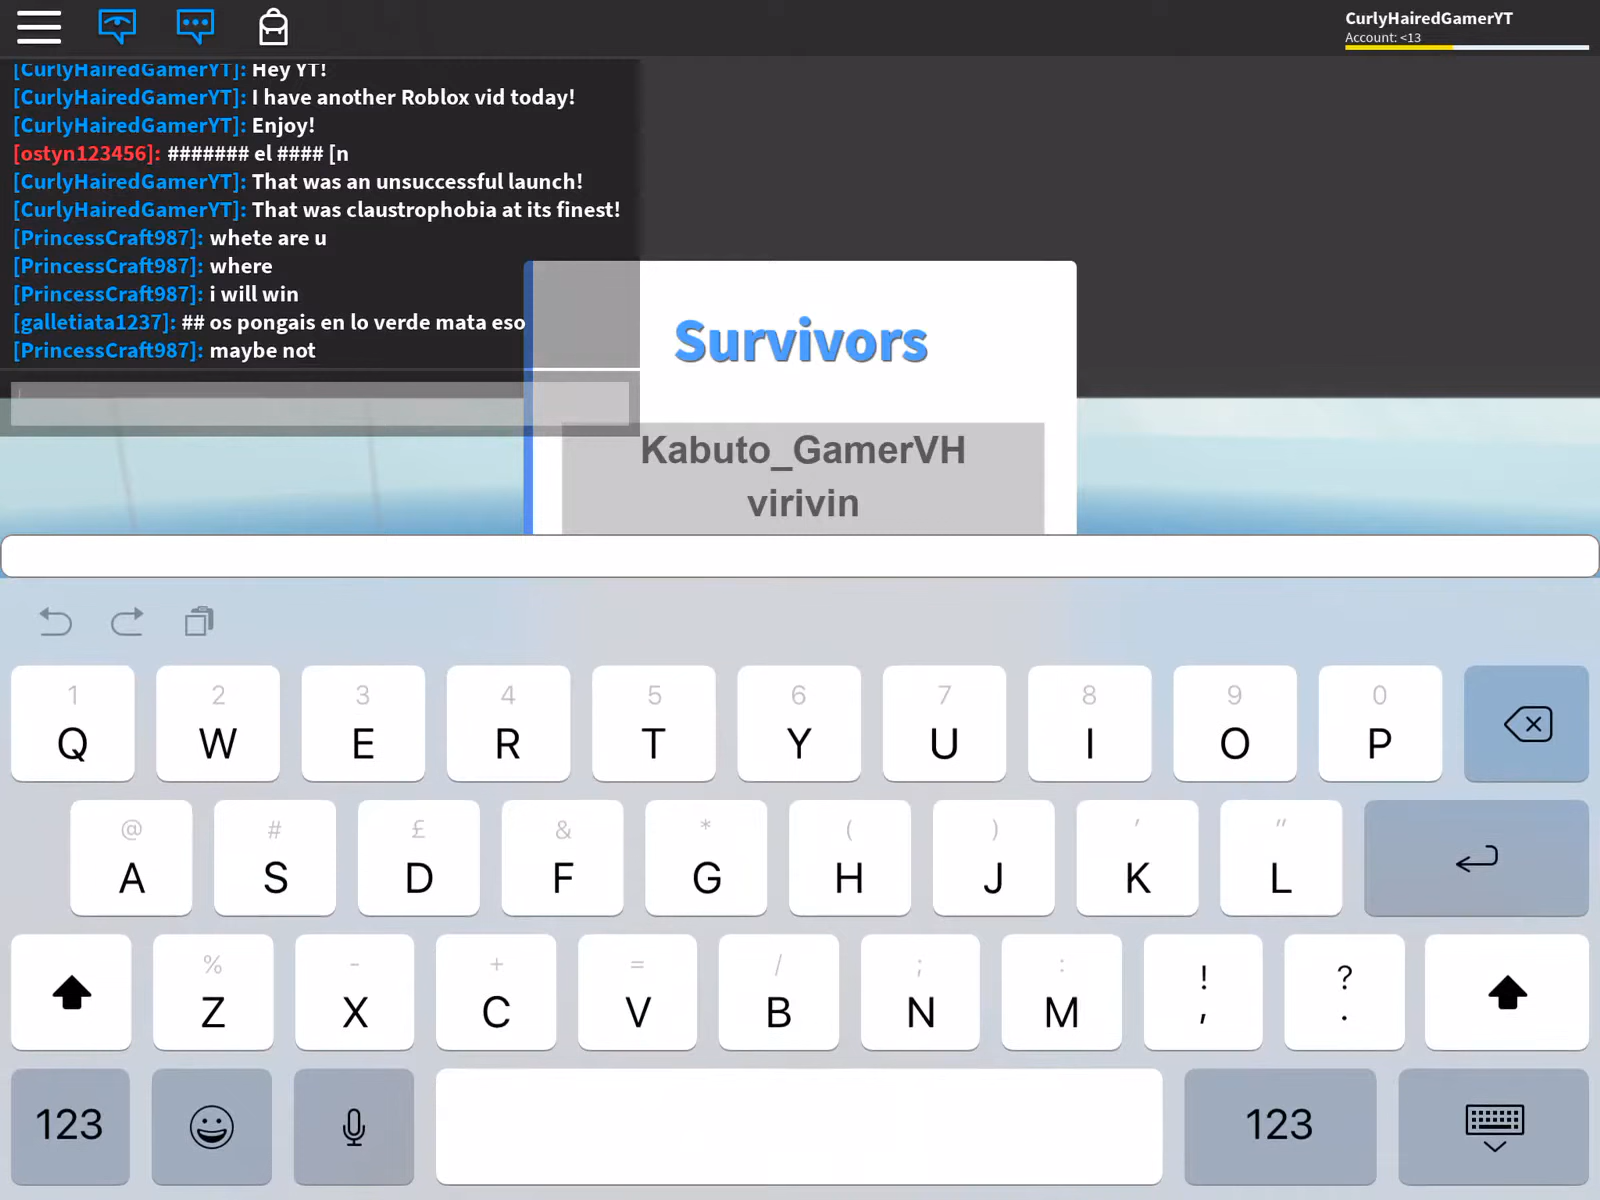 CurlyHairedGamerYT
Account: <13
[CurlyHairedGamerYT]: Hey YT!
[CurlyHairedGamerYT]: I have another Roblox vid today!
[CurlyHairedGamerYT]: Enjoy!
[ostyn123456]: ####### el #### [n
[CurlyHairedGamerYT]: That was an unsuccessful launch!
[CurlyHairedGamerYT]: That was claustrophobia at its finest!
[PrincessCraft987]: whete are u
[PrincessCraft987]: where
[PrincessCraft987]: i will win
[galletiata1237]: ## os pongais en lo verde mata eso
[PrincessCraft987]: maybe not
Survivors
Kabuto_GamerVH
virivin
1 2 3 4 5 6 7 8 9 0
Q W E R T Y U I O P
@ # £ & * ( ) ' "
A S D F G H J K L
% - + = / ; : ! ?
Z X C V B N M , .
123 123